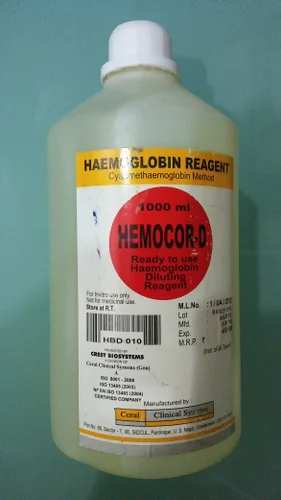 HAEMOGLOBIN REAGENT
Cyanmethaemoglobin Method
1000 ml
HEMOCOR-D
Ready to use
Haemoglobin
Diluting
Reagent
For Invitro use only
Not for medicinal use.
Store at R.T.
HBD 010
M.L.No.
Lot
Mfd.
Exp.
M.R.P. ₹
CREST BIOSYSTEMS
Coral Clinical Systems (Goa)
ISO 9001 : 2008
ISO 13485 (2003)
NF EN ISO 13485 (2004)
CERTIFIED COMPANY
Manufactured by
Coral Clinical Systems